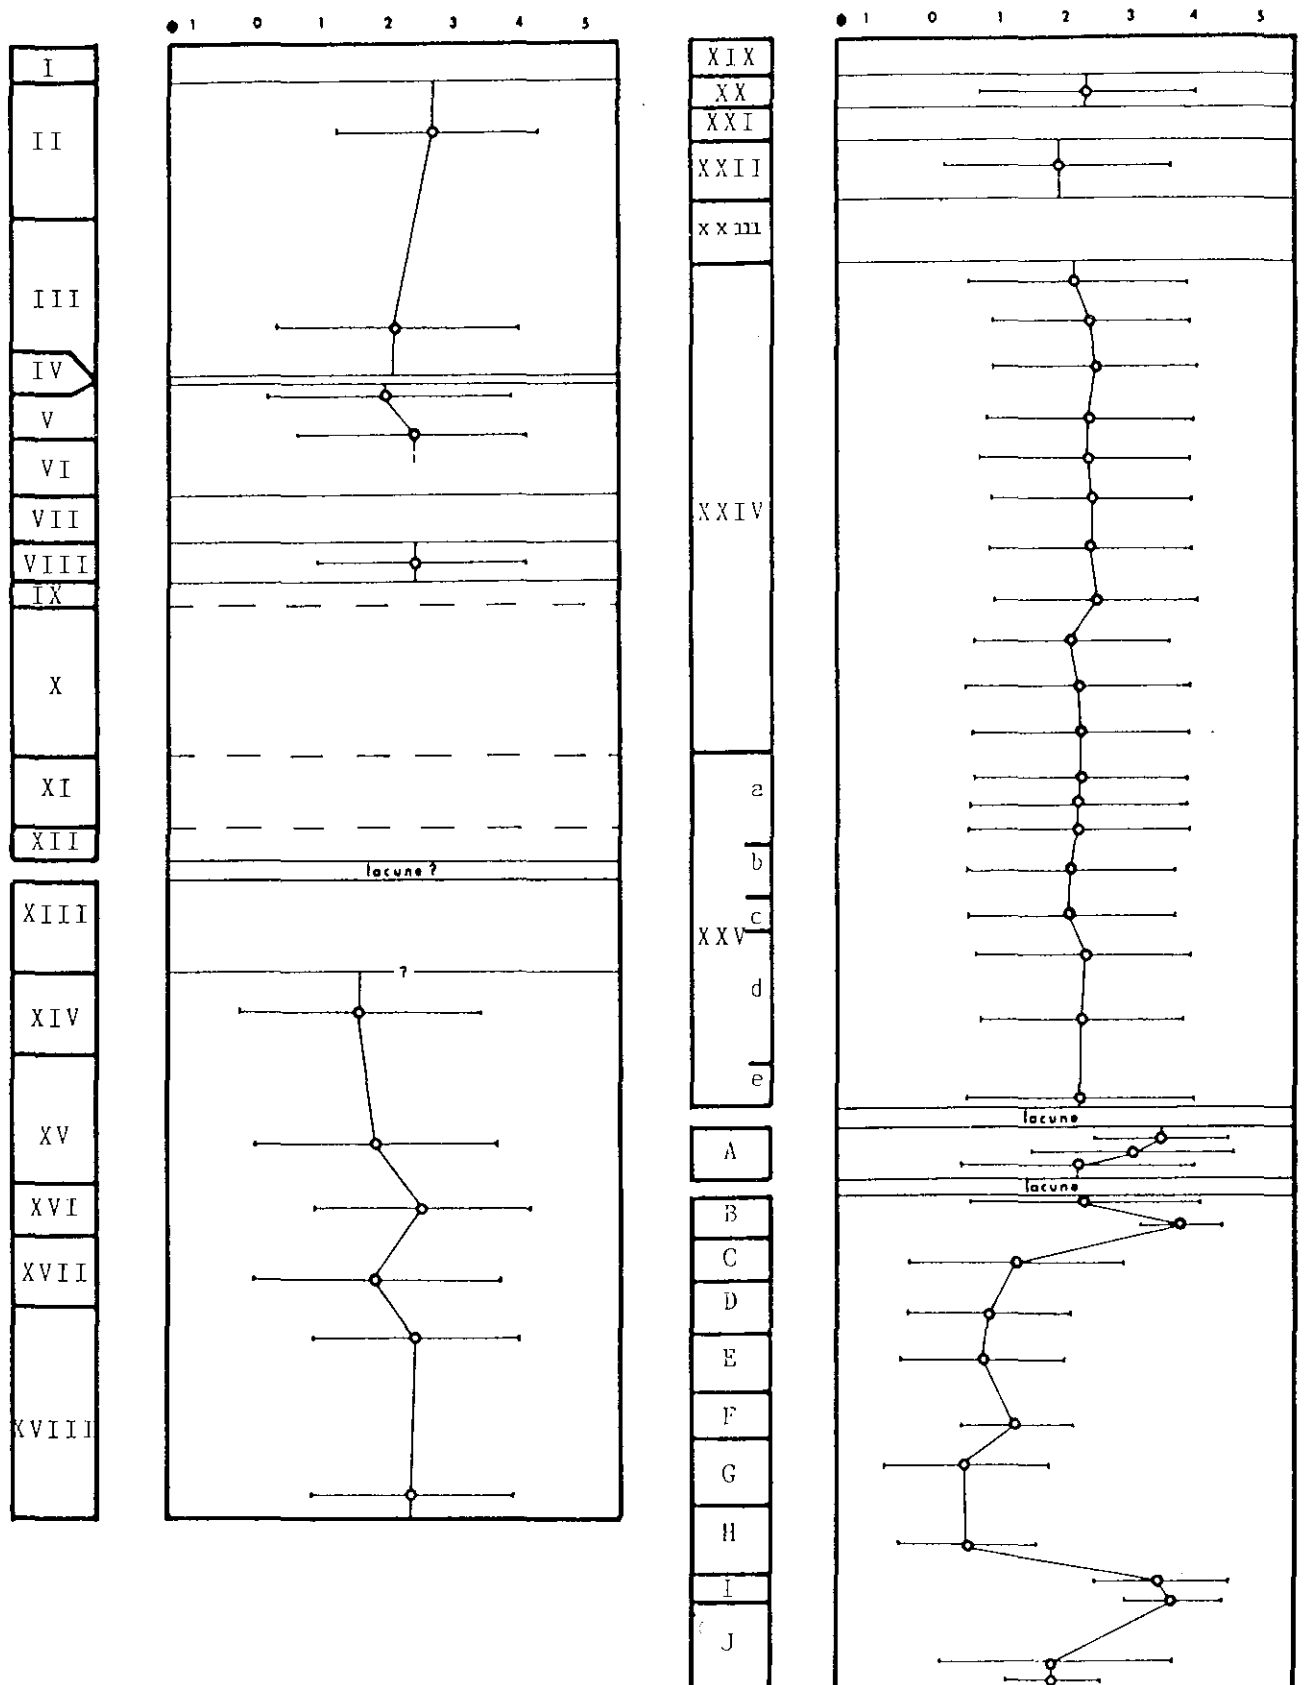 1 0 1 2 3 4 5
I
II
III
IV
V
VI
VII
VIII
IX
X
XI
XII
lacune ?
XIII
?
XIV
XV
XVI
XVII
XVIII
1 0 1 2 3 4 5
XIX
XX
XXI
XXII
XXIII
XXIV
a
b
c
XXV
d
e
lacune
A
lacune
B
C
D
E
F
G
H
I
J